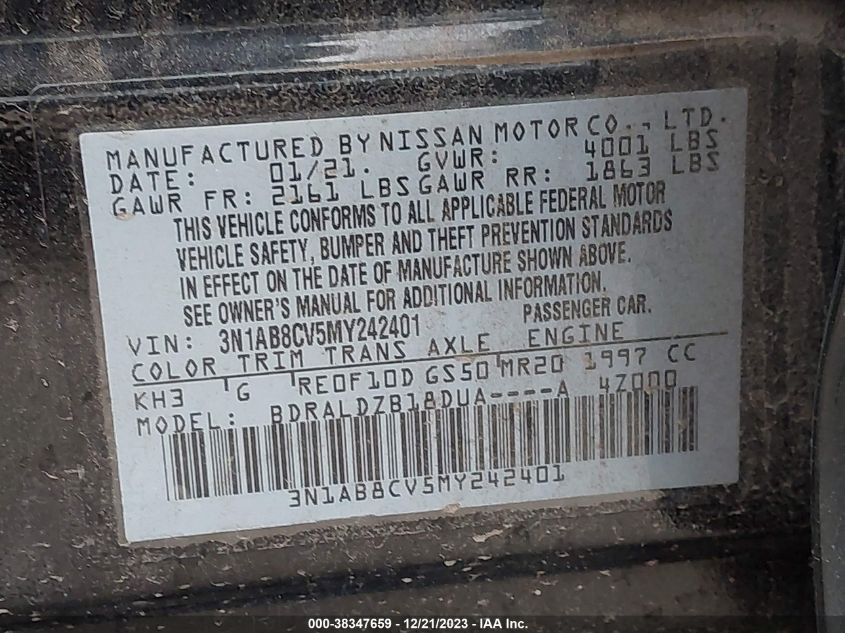 MANUFACTURED BY NISSAN MOTOR CO., LTD.
DATE: 01/21. GVWR: 4001 LBS
GAWR FR: 2161 LBS GAWR RR: 1863 LBS
THIS VEHICLE CONFORMS TO ALL APPLICABLE FEDERAL MOTOR
VEHICLE SAFETY, BUMPER AND THEFT PREVENTION STANDARDS
IN EFFECT ON THE DATE OF MANUFACTURE SHOWN ABOVE.
SEE OWNER'S MANUAL FOR ADDITIONAL INFORMATION.
VIN: 3N1AB8CV5MY242401 PASSENGER CAR.
COLOR TRIM TRANS AXLE ENGINE
KH3 G RE0F10D GS50 MR20 1997 CC
MODEL: BDRALDZB18DUA----A 4Z000
3N1AB8CV5MY242401
000-38347659 - 12/21/2023 - IAA Inc.